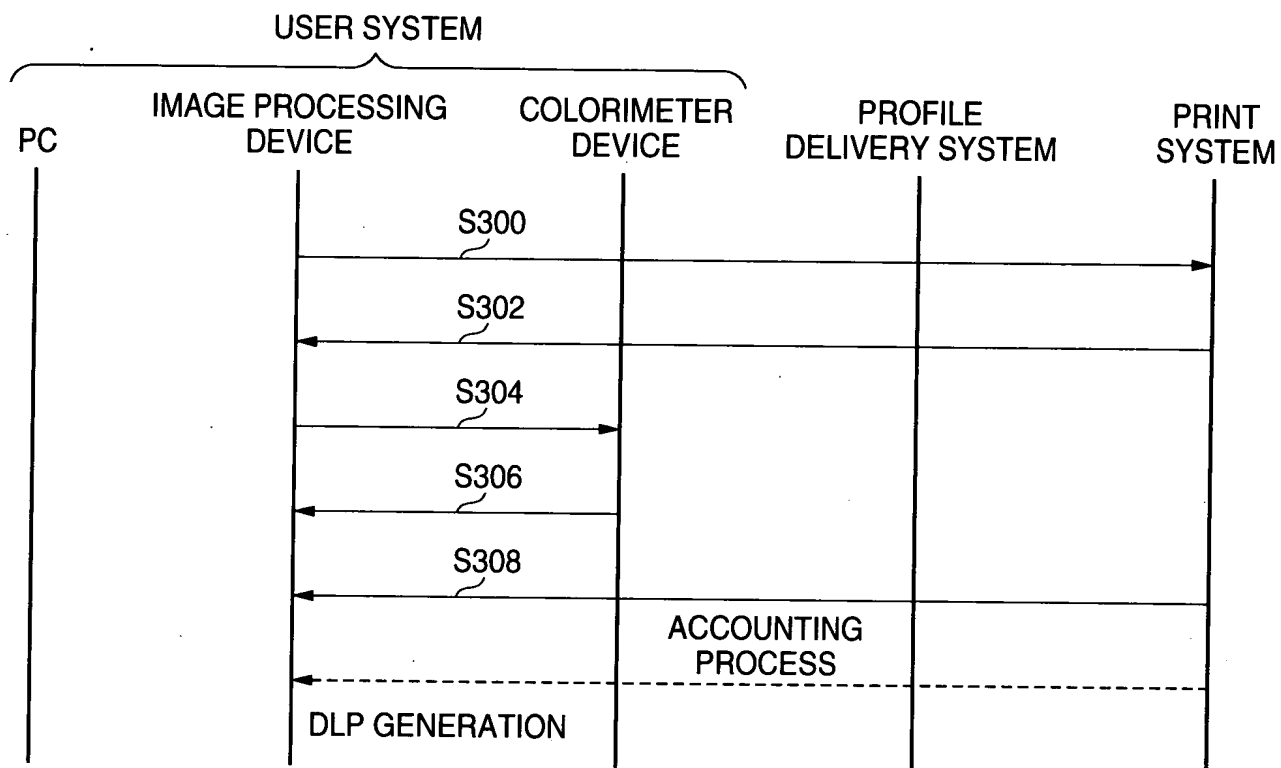 USER SYSTEM
PC
IMAGE PROCESSING
DEVICE
COLORIMETER
DEVICE
PROFILE
DELIVERY SYSTEM
PRINT
SYSTEM
S300
S302
S304
S306
S308
ACCOUNTING
PROCESS
DLP GENERATION